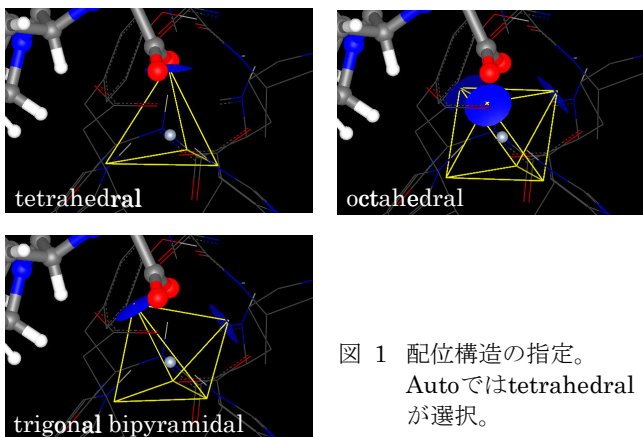 tetrahedral
octahedral
trigonal bipyramidal
図 1 配位構造の指定。
Autoではtetrahedral
が選択。